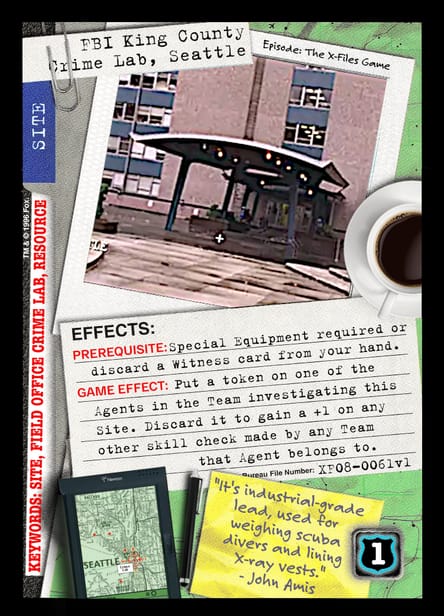 FBI King County
Crime Lab, Seattle
Episode: The X-Files Game
SITE
TM & © 1996 Fox.
KEYWORDS: SITE, FIELD OFFICE CRIME LAB, RESOURCE
EFFECTS:
PREREQUISITE: Special Equipment required or
discard a Witness card from your hand.
GAME EFFECT: Put a token on one of the
Agents in the Team investigating this
Site. Discard it to gain a +1 on any
other skill check made by any Team
that Agent belongs to.
Bureau File Number: XF08-0061v1
Newton
SEATTLE
"It's industrial-grade
lead, used for
weighing scuba
divers and lining
X-ray vests."
- John Amis
1